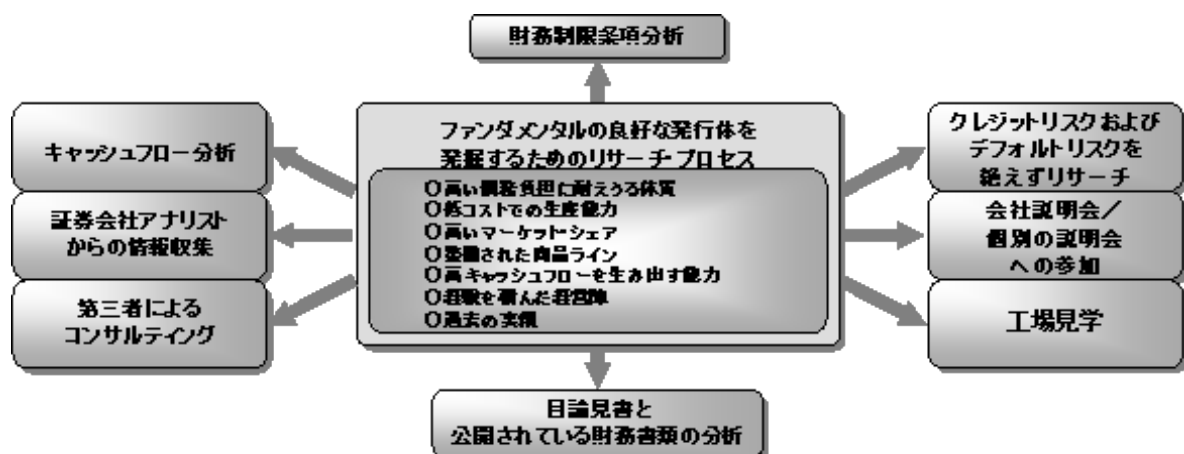 財務制限条項分析
ファンダメンタルの良好な発行体を
発掘するためのリサーチ・プロセス
〇高い債務負担に耐えうる体質
〇低コストでの生産能力
〇高いマーケット・シェア
〇整備された商品ライン
〇高キャッシュフローを生み出す能力
〇経験を積んだ経営陣
〇過去の実績
キャッシュフロー分析
証券会社アナリスト
からの情報収集
第三者による
コンサルティング
クレジットリスクおよび
デフォルトリスクを
絶えずリサーチ
会社説明会/
個別の説明会
への参加
工場見学
目論見書と
公開されている財務書類の分析